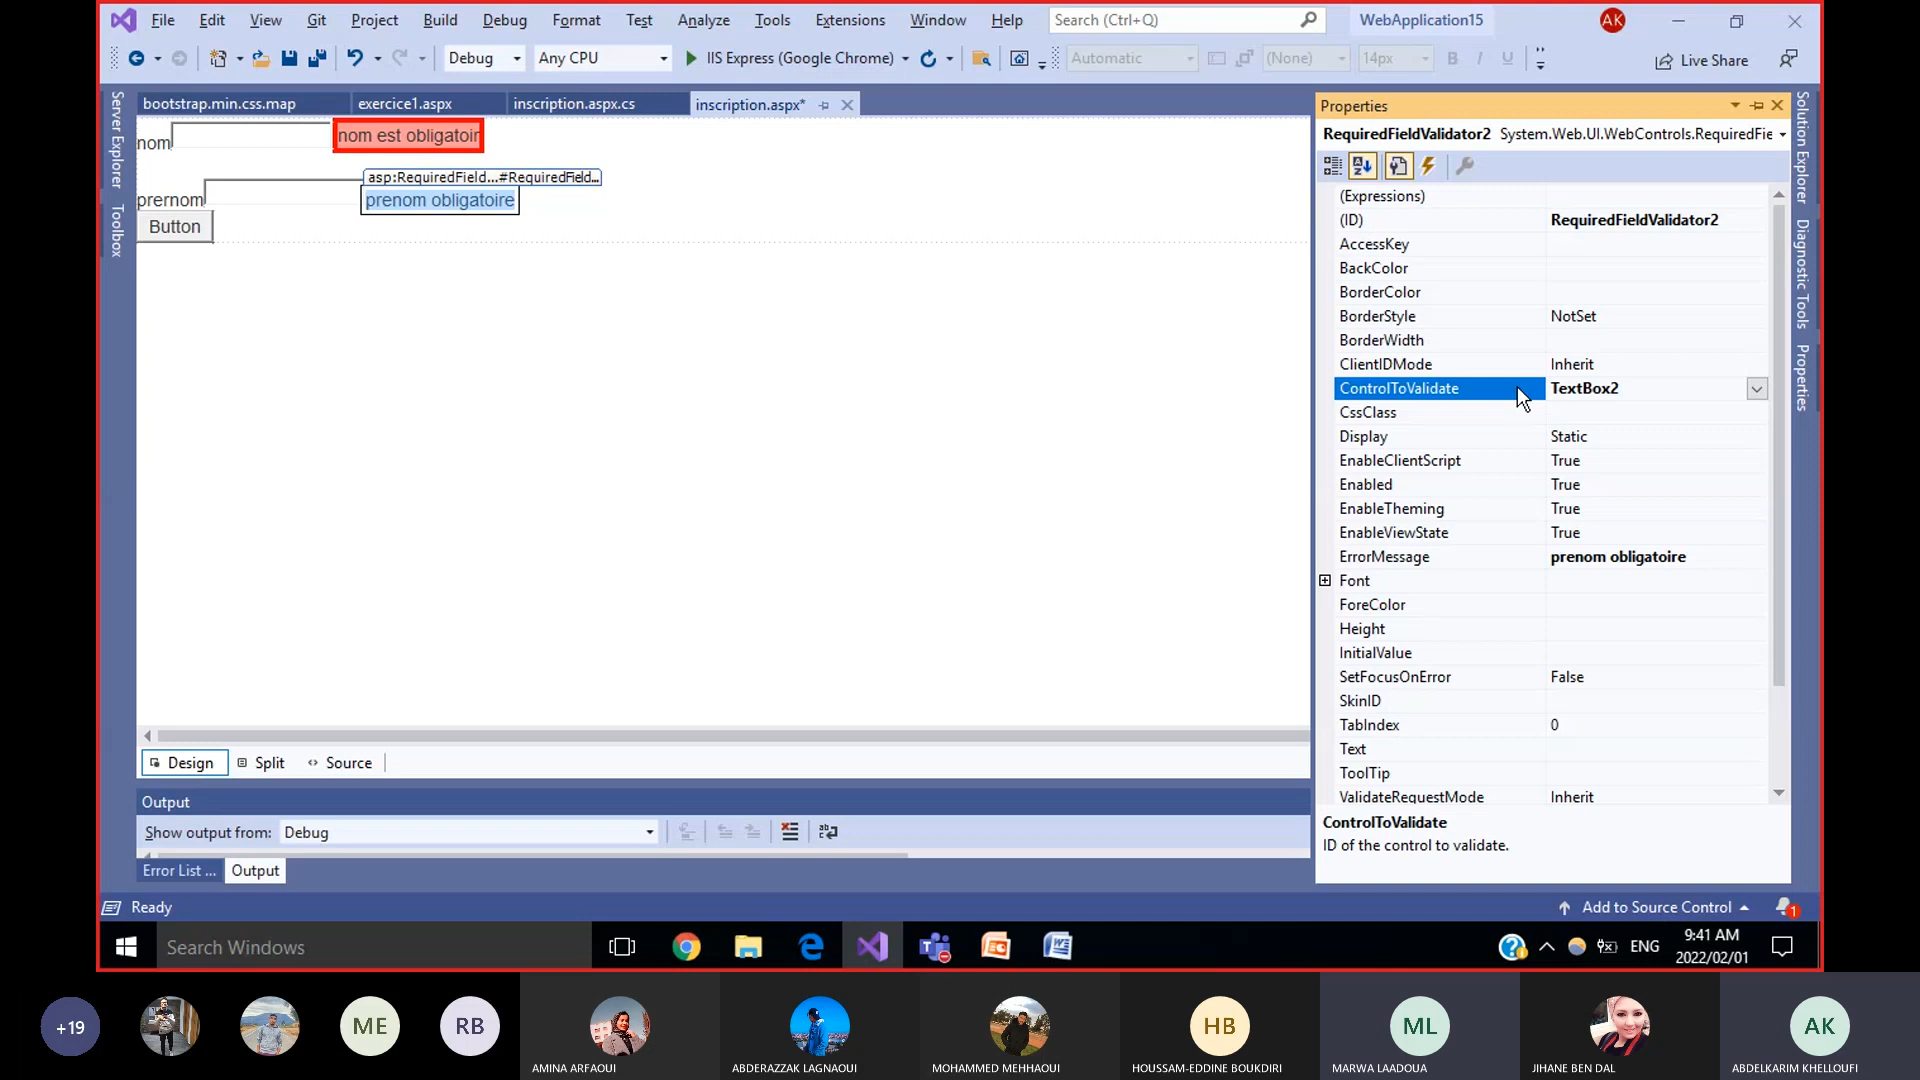 File Edit View Git Project Build Debug Format Test Analyze Tools Extensions Window Help Search (Ctrl+Q) WebApplication15 AK
Debug Any CPU IIS Express (Google Chrome) Automatic (None) 14px B I U Live Share
Server Explorer
Toolbox
bootstrap.min.css.map exercice1.aspx inscription.aspx.cs inscription.aspx*
nom nom est obligatoir
asp:RequiredField...#RequiredField...
prernom prenom obligatoire
Button
Design Split Source
Output
Show output from: Debug
Error List ... Output
Properties
RequiredFieldValidator2 System.Web.UI.WebControls.RequiredFie
(Expressions)
(ID) RequiredFieldValidator2
AccessKey
BackColor
BorderColor
BorderStyle NotSet
BorderWidth
ClientIDMode Inherit
ControlToValidate TextBox2
CssClass
Display Static
EnableClientScript True
Enabled True
EnableTheming True
EnableViewState True
ErrorMessage prenom obligatoire
Font
ForeColor
Height
InitialValue
SetFocusOnError False
SkinID
TabIndex 0
Text
ToolTip
ValidateRequestMode Inherit
ControlToValidate
ID of the control to validate.
Solution Explorer
Diagnostic Tools
Properties
Ready Add to Source Control 1
Search Windows ENG 9:41 AM
2022/02/01
+19 ME RB HB ML AK
AMINA ARFAOUI ABDERAZZAK LAGNAOUI MOHAMMED MEHHAOUI HOUSSAM-EDDINE BOUKDIRI MARWA LAADOUA JIHANE BEN DAL ABDELKARIM KHELLOUFI